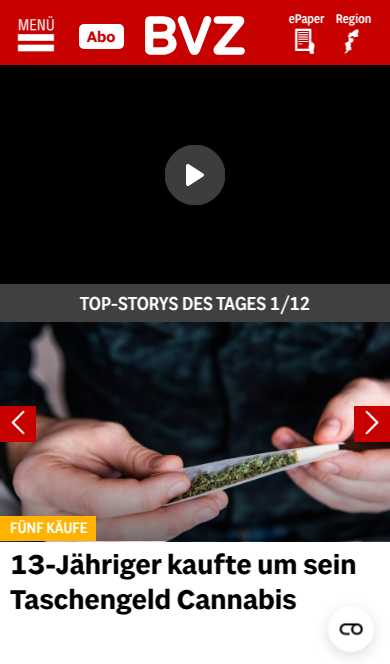 MENÜ
Abo
BVZ
ePaper
Region
TOP-STORYS DES TAGES 1/12
FÜNF KÄUFE
13-Jähriger kaufte um sein
Taschengeld Cannabis